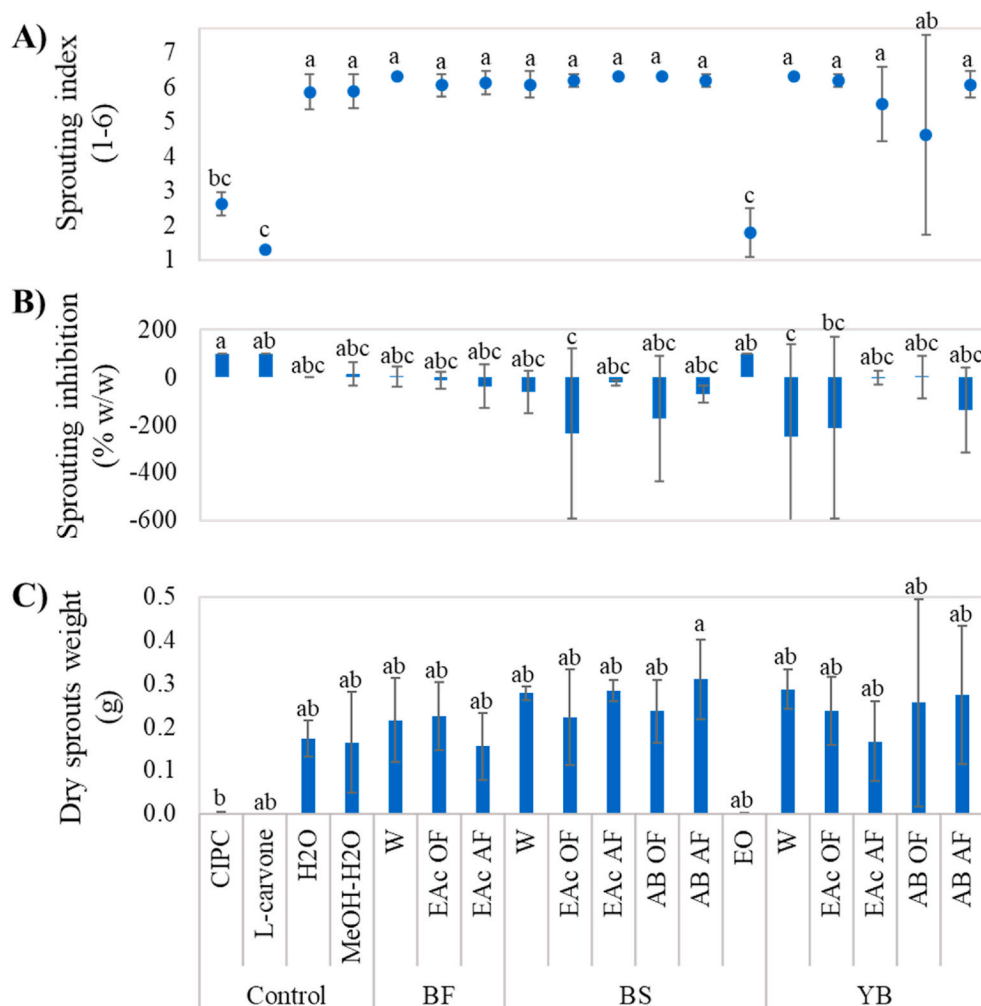 A)
Sprouting index
(1-6)
7
6
5
4
3
2
1
bc
c
a
a
a
a
a
a
a
a
a
a
c
a
a
a
ab
a
B)
Sprouting inhibition
(% w/w)
200
0
-200
-400
-600
a
ab
abc
abc
abc
abc
abc
abc
c
abc
abc
abc
ab
c
bc
abc
abc
abc
C)
Dry sprouts weight
(g)
0.5
0.4
0.3
0.2
0.1
0.0
b
ab
ab
ab
ab
ab
ab
ab
ab
ab
ab
a
ab
ab
ab
ab
ab
ab
CIPC
L-carvone
H2O
MeOH-H2O
W
EAc OF
EAc AF
W
EAc OF
EAc AF
AB OF
AB AF
EO
W
EAc OF
EAc AF
AB OF
AB AF
Control
BF
BS
YB